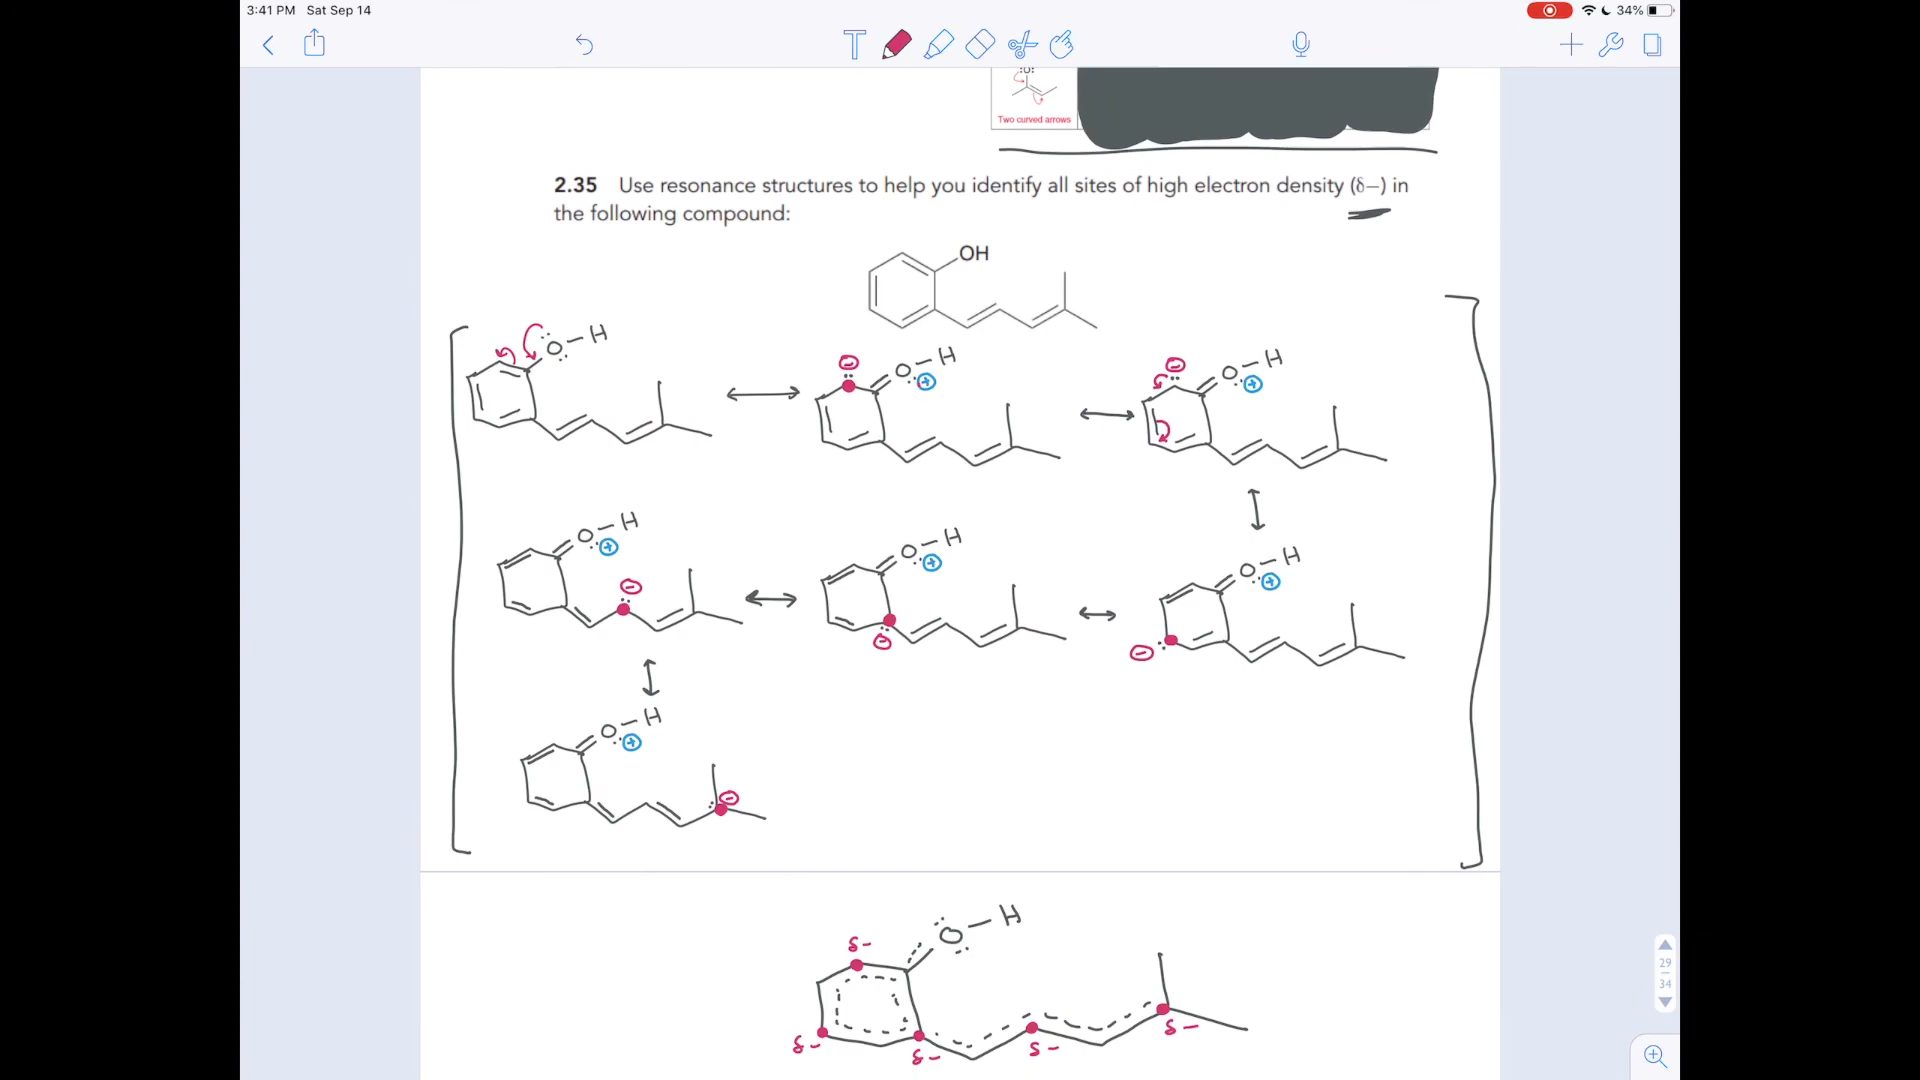 3:41 PM Sat Sep 14
34%
T
:O:
Two curved arrows
2.35 Use resonance structures to help you identify all sites of high electron density (δ−) in
the following compound:
OH
O-H
⊖
O-H
⊕
⊖
O-H
⊕
O-H
⊕
⊖
O-H
⊕
⊖
O-H
⊕
⊖
O-H
⊕
⊖
O-H
δ-
δ-
δ-
δ-
δ-
29
34